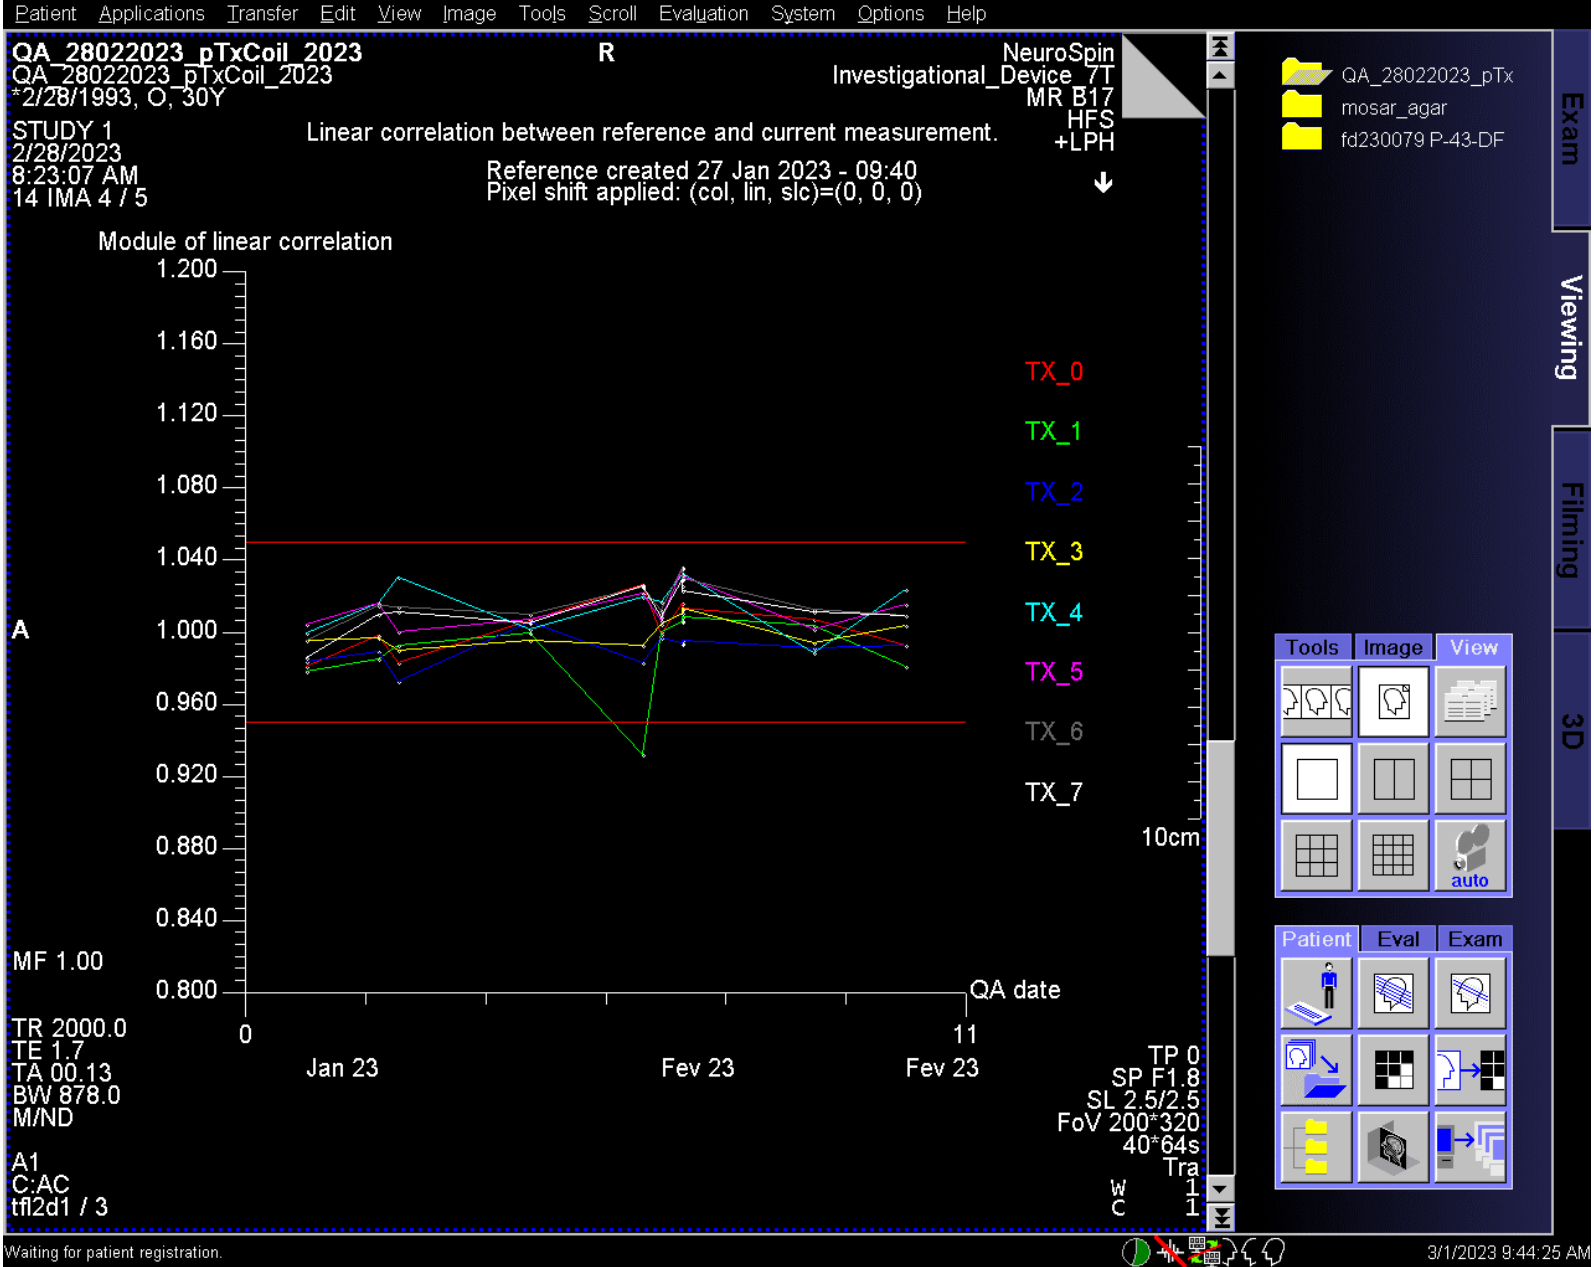 Patient Applications Transfer Edit View Image Tools Scroll Evaluation System Options Help
QA_28022023_pTxCoil_2023
QA_28022023_pTxCoil_2023
*2/28/1993, O, 30Y
STUDY 1
2/28/2023
8:23:07 AM
14 IMA 4 / 5
R
NeuroSpin
Investigational_Device_7T
MR B17
HFS
+LPH
Linear correlation between reference and current measurement.
Reference created 27 Jan 2023 - 09:40
Pixel shift applied: (col, lin, slc)=(0, 0, 0)
Module of linear correlation
1.200
1.160
1.120
1.080
1.040
1.000
0.960
0.920
0.880
0.840
0.800
A
TX_0
TX_1
TX_2
TX_3
TX_4
TX_5
TX_6
TX_7
10cm
QA date
0
11
Jan 23
Fev 23
Fev 23
MF 1.00
TR 2000.0
TE 1.7
TA 00.13
BW 878.0
M/ND
A1
C:AC
tfl2d1 / 3
TP 0
SP F1.8
SL 2.5/2.5
FoV 200*320
40*64s
Tra
W 1
C 1
QA_28022023_pTx
mosar_agar
fd230079 P-43-DF
Exam
Viewing
Filming
3D
Tools Image View
auto
Patient Eval Exam
Waiting for patient registration.
3/1/2023 9:44:25 AM